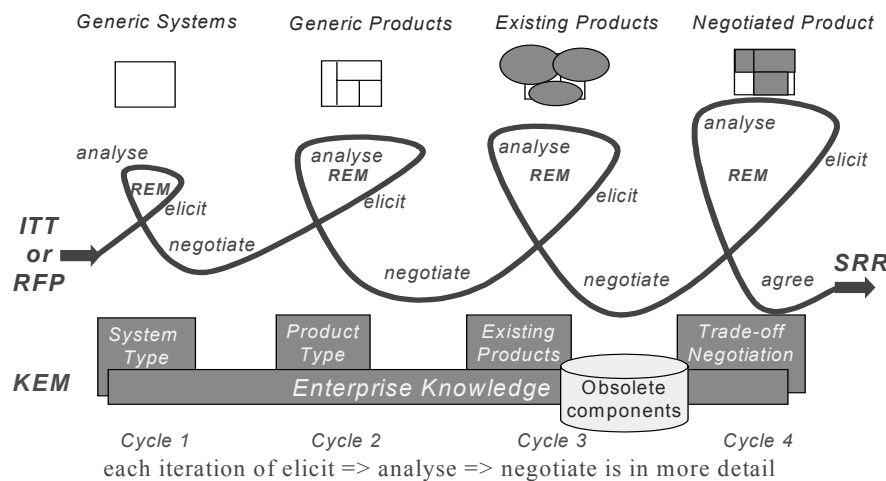 Generic Systems
Generic Products
Existing Products
Negotiated Product
analyse
REM
elicit
negotiate
analyse
REM
elicit
negotiate
analyse
REM
elicit
negotiate
analyse
REM
elicit
agree
ITT
or
RFP
SRR
System
Type
Product
Type
Existing
Products
Trade-off
Negotiation
KEM
Enterprise Knowledge
Obsolete
components
Cycle 1
Cycle 2
Cycle 3
Cycle 4
each iteration of elicit => analyse => negotiate is in more detail